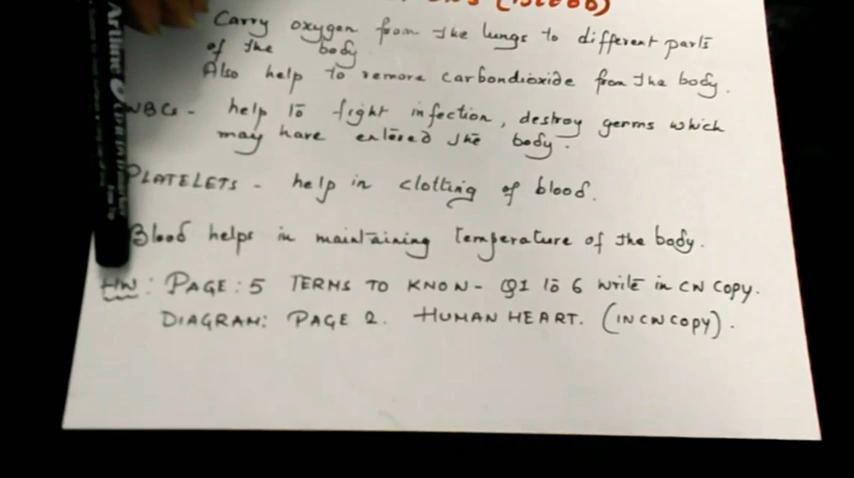 (BLOOD)
Carry oxygen from the lungs to different parts
of the body
Also help to remove carbondioxide from the body.
WBCs - help to fight infection, destroy germs which
may have entered the body.
PLATELETS - help in clotting of blood.
Blood helps in maintaining temperature of the body.
HW: PAGE: 5 TERMS TO KNOW - Q1 to 6 write in CW COPY.
DIAGRAM: PAGE 2. HUMAN HEART. (IN CW COPY).
Artline